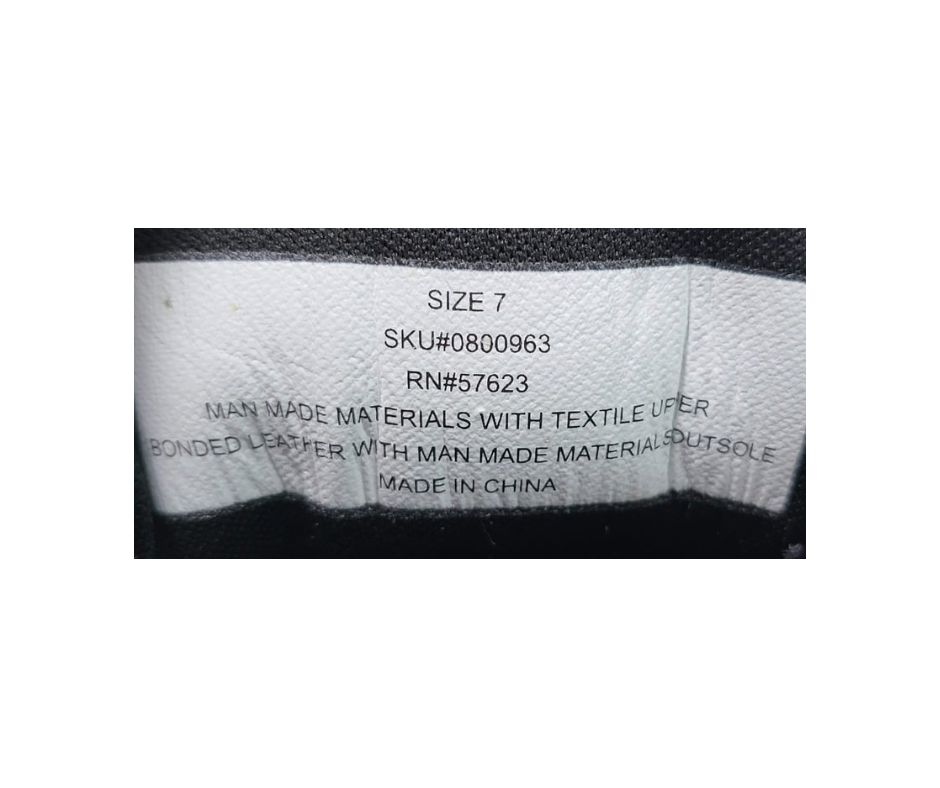 SIZE 7
SKU#0800963
RN#57623
MAN MADE MATERIALS WITH TEXTILE UPPER
BONDED LEATHER WITH MAN MADE MATERIALS OUTSOLE
MADE IN CHINA